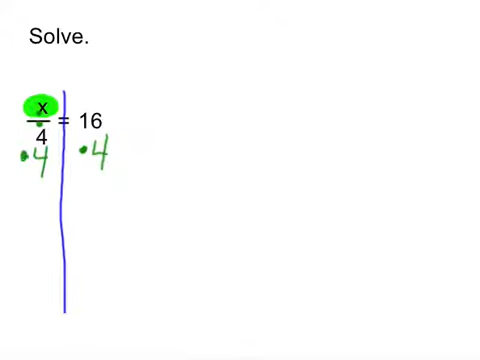 Solve.
x
— = 16
4
·4 ·4